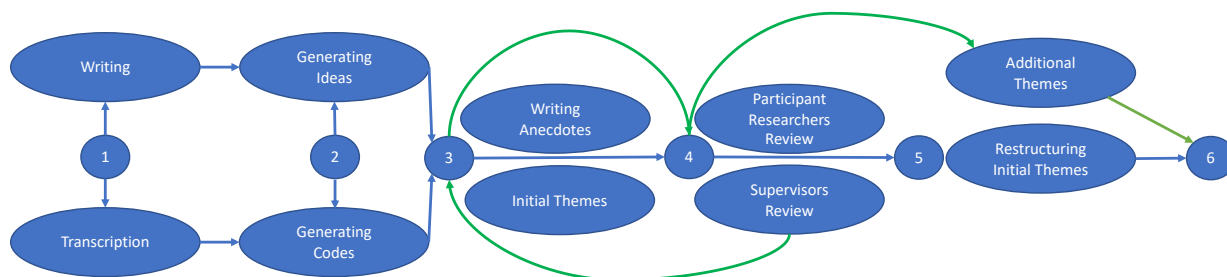 Writing
Generating
Ideas
Additional
Themes
Writing
Anecdotes
Participant
Researchers
Review
1
2
3
4
5
Restructuring
Initial Themes
6
Initial Themes
Supervisors
Review
Transcription
Generating
Codes